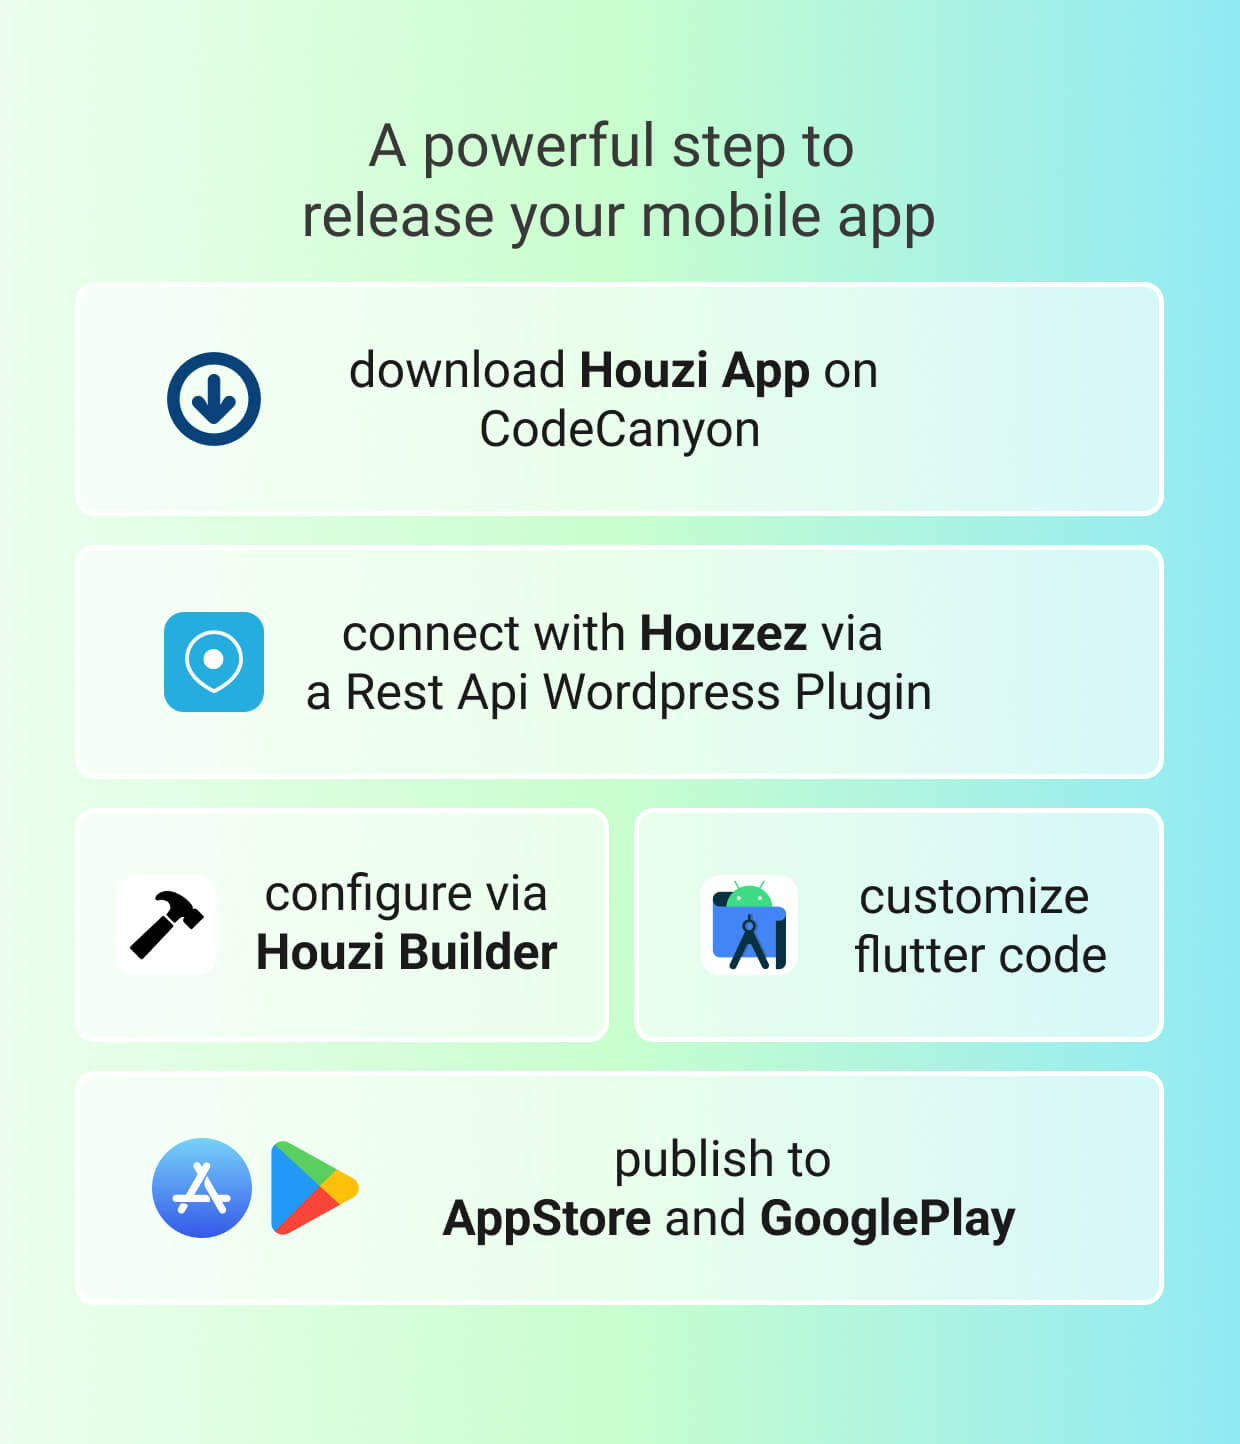 A powerful step to
release your mobile app
download Houzi App on
CodeCanyon
connect with Houzez via
a Rest Api Wordpress Plugin
configure via
Houzi Builder
customize
flutter code
publish to
AppStore and GooglePlay